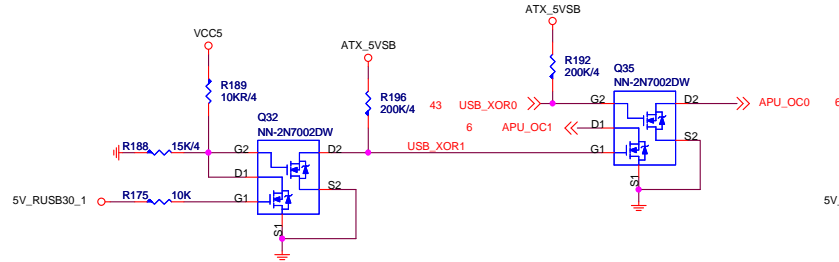 ATX_5VSB
VCC5
ATX_5VSB
R192
200K/4
Q35
NN-2N7002DW
R189
10KR/4
R196
200K/4
43 USB_XOR0
G2
D2
APU_OC0
6
Q32
NN-2N7002DW
6 APU_OC1
D1
S2
R188 15K/4
G2
D2
USB_XOR1
G1
D1
S2
S1
5V_RUSB30_1
R175 10K
G1
5V_
S1